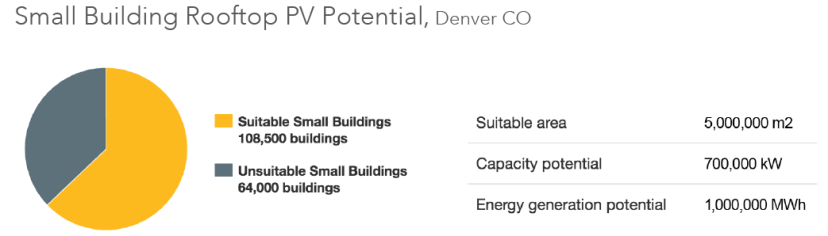 Small Building Rooftop PV Potential, Denver CO
Suitable Small Buildings
108,500 buildings
Unsuitable Small Buildings
64,000 buildings
Suitable area 5,000,000 m2
Capacity potential 700,000 kW
Energy generation potential 1,000,000 MWh